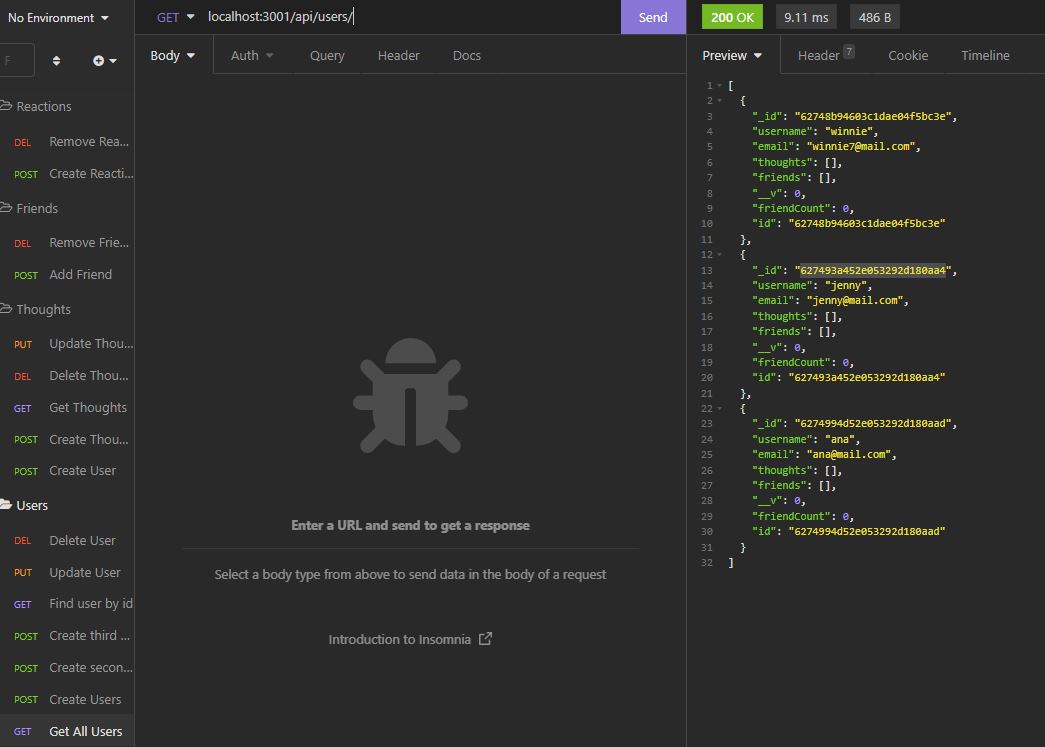 No Environment
F
Reactions
DEL Remove Rea...
POST Create Reacti...
Friends
DEL Remove Frie...
POST Add Friend
Thoughts
PUT Update Thou...
DEL Delete Thou...
GET Get Thoughts
POST Create Thou...
POST Create User
Users
DEL Delete User
PUT Update User
GET Find user by id
POST Create third ...
POST Create secon...
POST Create Users
GET Get All Users
GET localhost:3001/api/users/ Send
Body Auth Query Header Docs
Enter a URL and send to get a response
Select a body type from above to send data in the body of a request
Introduction to Insomnia
200 OK 9.11 ms 486 B
Preview Header 7 Cookie Timeline
1 [
2 {
3 "_id": "62748b94603c1dae04f5bc3e",
4 "username": "winnie",
5 "email": "winnie7@mail.com",
6 "thoughts": [],
7 "friends": [],
8 "__v": 0,
9 "friendCount": 0,
10 "id": "62748b94603c1dae04f5bc3e"
11 },
12 {
13 "_id": "627493a452e053292d180aa4",
14 "username": "jenny",
15 "email": "jenny@mail.com",
16 "thoughts": [],
17 "friends": [],
18 "__v": 0,
19 "friendCount": 0,
20 "id": "627493a452e053292d180aa4"
21 },
22 {
23 "_id": "6274994d52e053292d180aad",
24 "username": "ana",
25 "email": "ana@mail.com",
26 "thoughts": [],
27 "friends": [],
28 "__v": 0,
29 "friendCount": 0,
30 "id": "6274994d52e053292d180aad"
31 }
32 ]